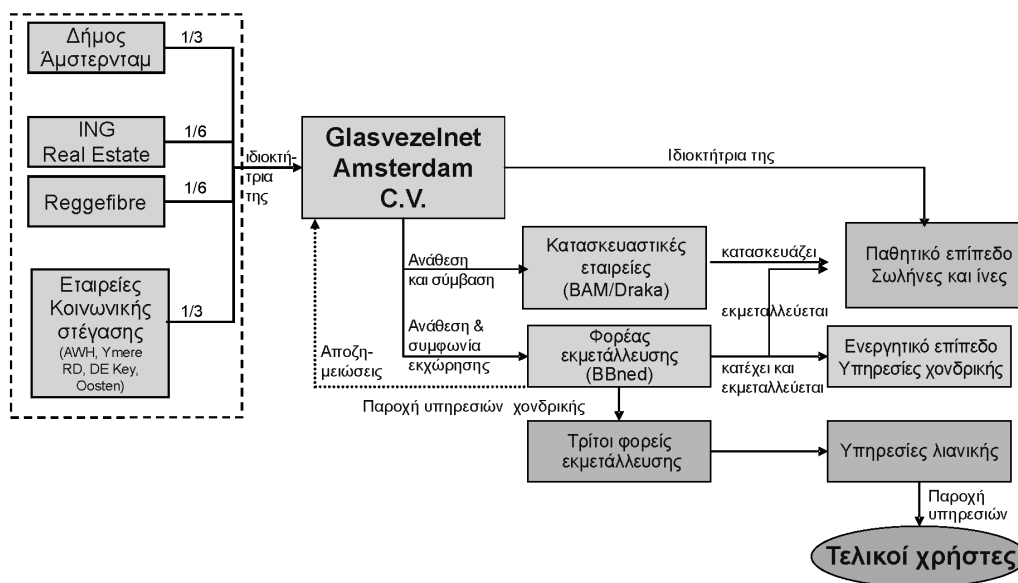 Δήμος
Άμστερνταμ
1/3
ING
Real Estate
1/6
Reggefibre
1/6
Εταιρείες
Κοινωνικής
στέγασης
(AWH, Ymere
RD, DE Key,
Oosten)
1/3
ιδιοκτή-
τρια
της
Glasvezelnet
Amsterdam
C.V.
Ιδιοκτήτρια της
Ανάθεση
και σύμβαση
Κατασκευαστικές
εταιρείες
(BAM/Draka)
κατασκευάζει
Παθητικό επίπεδο
Σωλήνες και ίνες
εκμεταλλεύεται
Ανάθεση &
συμφωνία
εκχώρησης
Αποζη-
μειώσεις
Φορέας
εκμετάλλευσης
(BBned)
κατέχει και
εκμεταλλεύεται
Ενεργητικό επίπεδο
Υπηρεσίες χονδρικής
Παροχή υπηρεσιών χονδρικής
Τρίτοι φορείς
εκμετάλλευσης
Υπηρεσίες λιανικής
Παροχή
υπηρεσιών
Τελικοί χρήστες